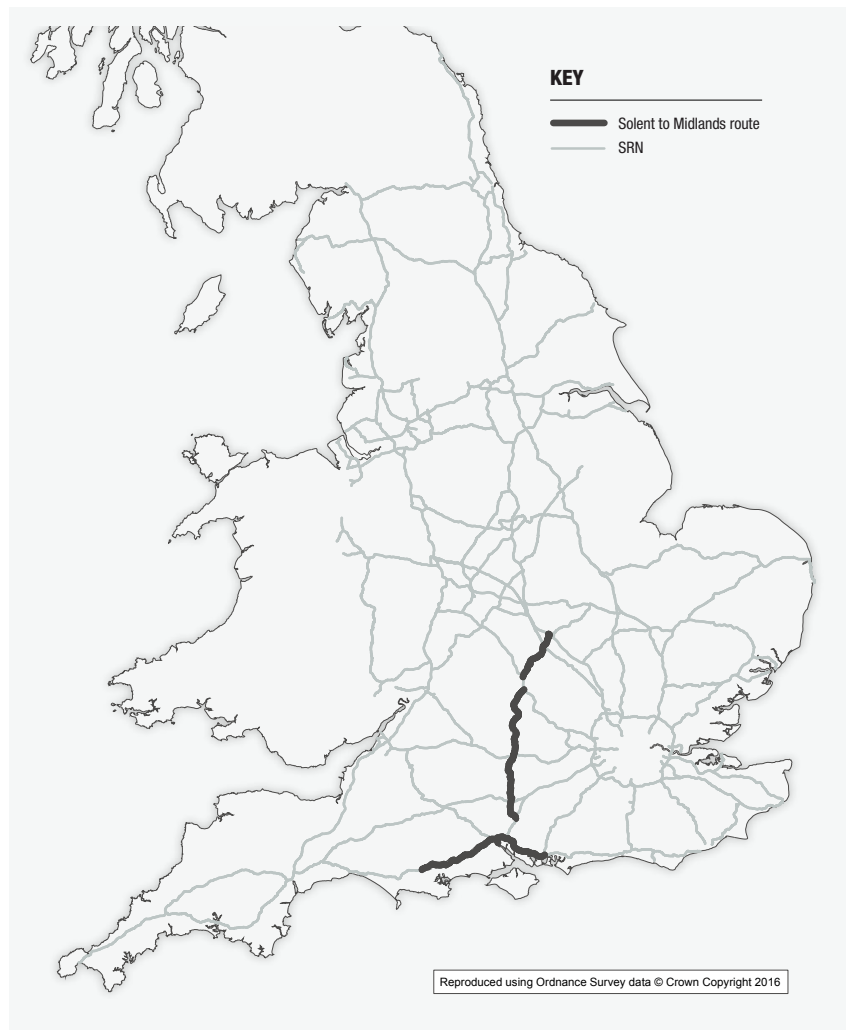 KEY
Solent to Midlands route
SRN
Reproduced using Ordnance Survey data © Crown Copyright 2016